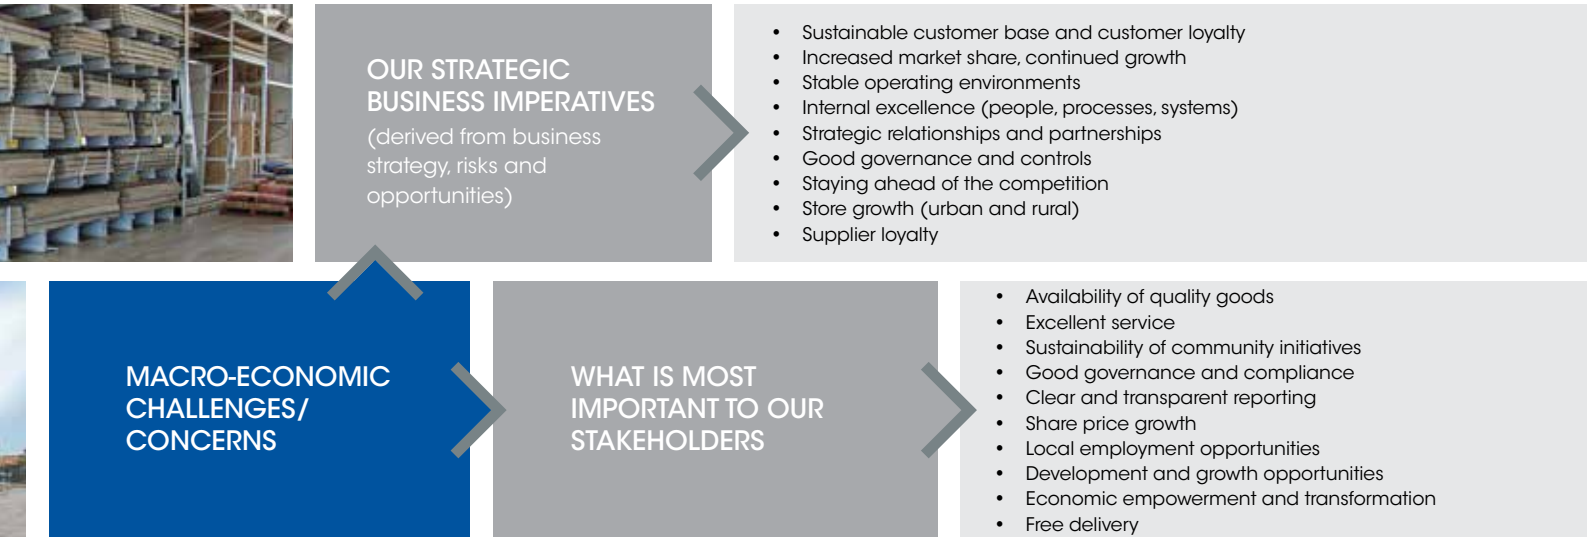 OUR STRATEGIC
BUSINESS IMPERATIVES
(derived from business
strategy, risks and
opportunities)
• Sustainable customer base and customer loyalty
• Increased market share, continued growth
• Stable operating environments
• Internal excellence (people, processes, systems)
• Strategic relationships and partnerships
• Good governance and controls
• Staying ahead of the competition
• Store growth (urban and rural)
• Supplier loyalty
MACRO-ECONOMIC
CHALLENGES/
CONCERNS
WHAT IS MOST
IMPORTANT TO OUR
STAKEHOLDERS
• Availability of quality goods
• Excellent service
• Sustainability of community initiatives
• Good governance and compliance
• Clear and transparent reporting
• Share price growth
• Local employment opportunities
• Development and growth opportunities
• Economic empowerment and transformation
• Free delivery